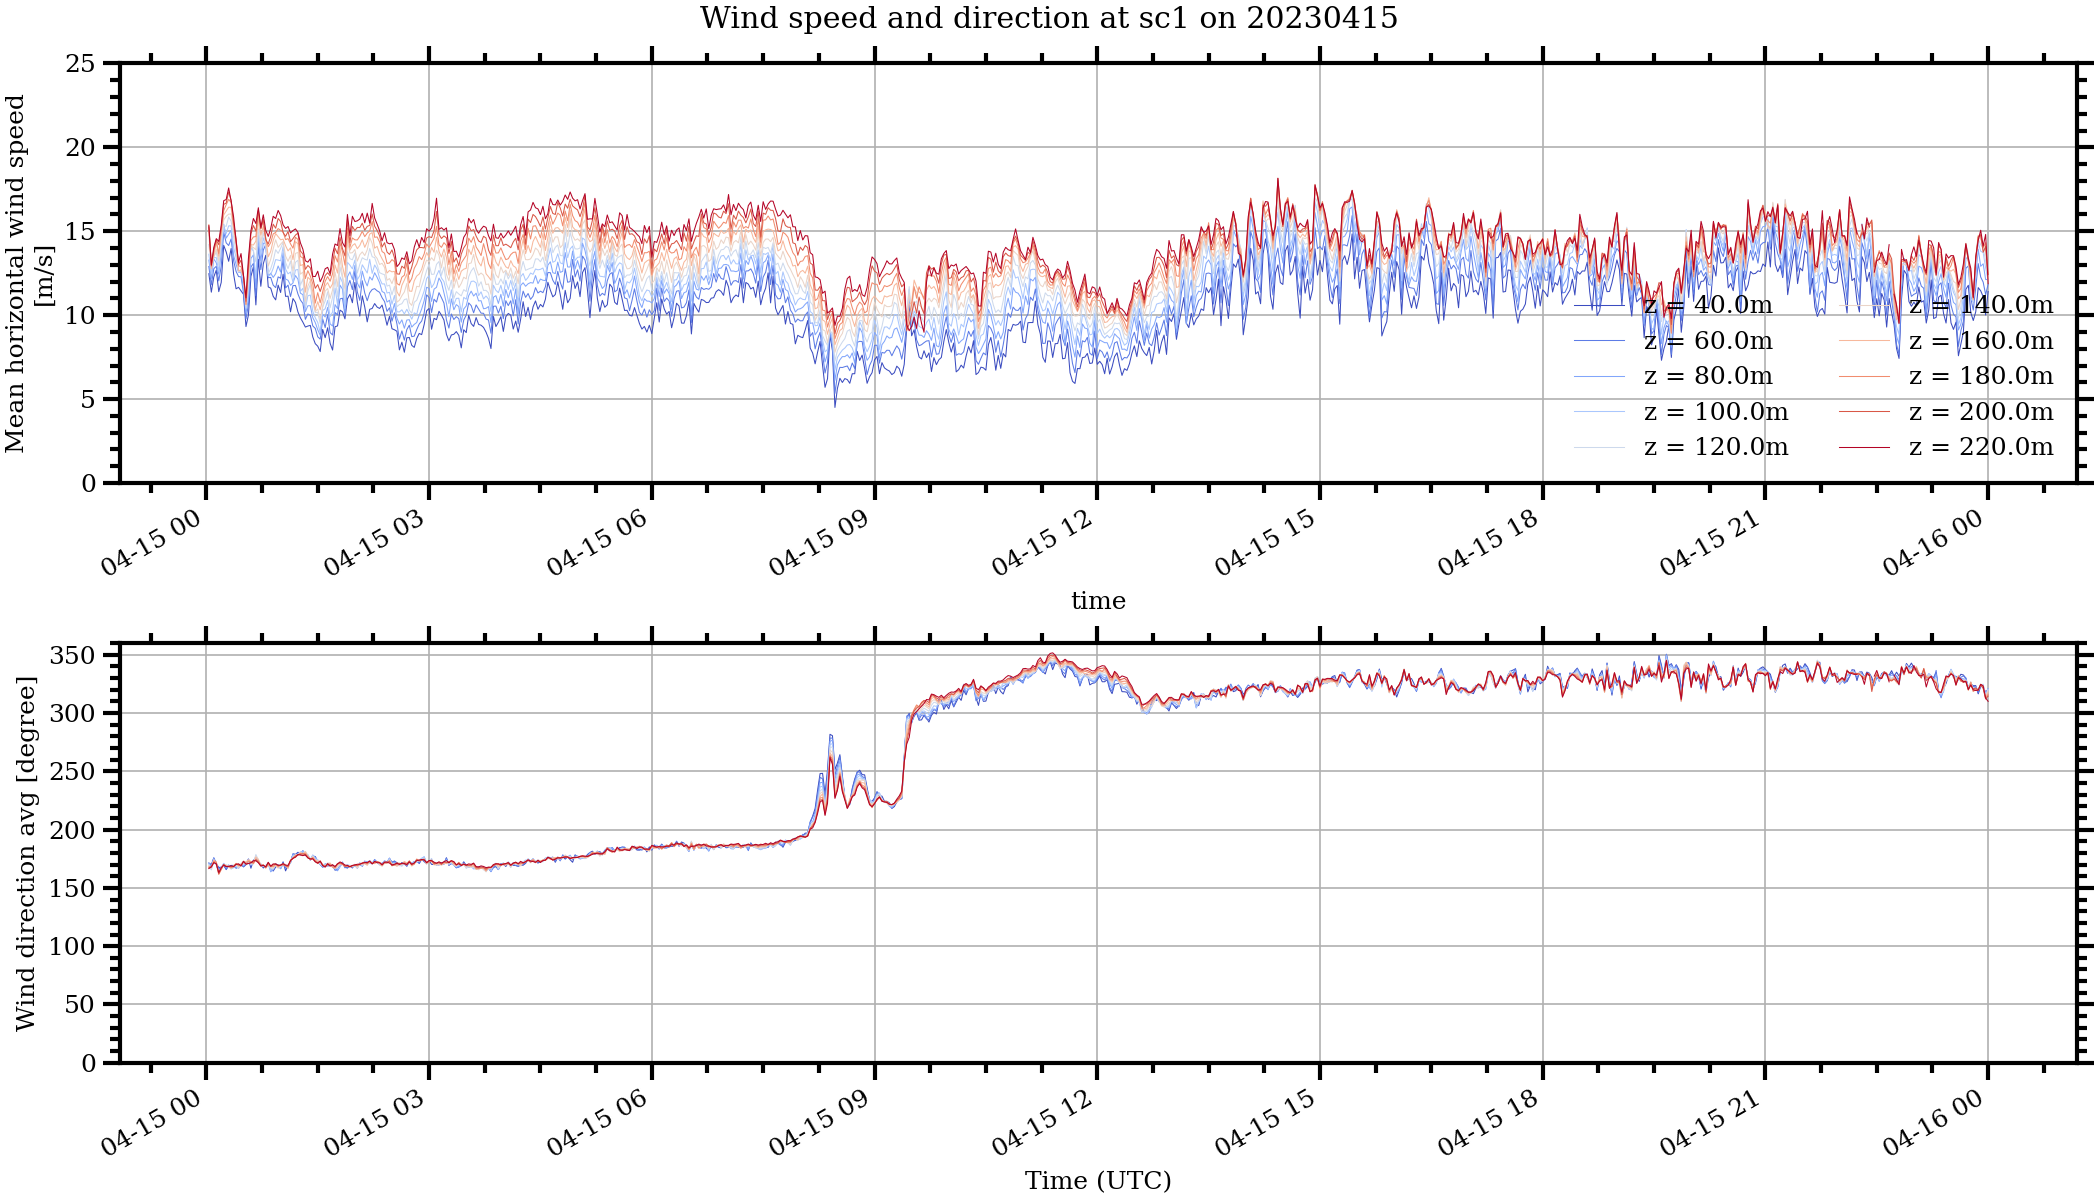 Wind speed and direction at sc1 on 20230415
Mean horizontal wind speed
[m/s]
25
20
15
10
5
0
z = 40.0m
z = 60.0m
z = 80.0m
z = 100.0m
z = 120.0m
z = 140.0m
z = 160.0m
z = 180.0m
z = 200.0m
z = 220.0m
04-15 00
04-15 03
04-15 06
04-15 09
04-15 12
04-15 15
04-15 18
04-15 21
04-16 00
time
Wind direction avg [degree]
350
300
250
200
150
100
50
0
04-15 00
04-15 03
04-15 06
04-15 09
04-15 12
04-15 15
04-15 18
04-15 21
04-16 00
Time (UTC)